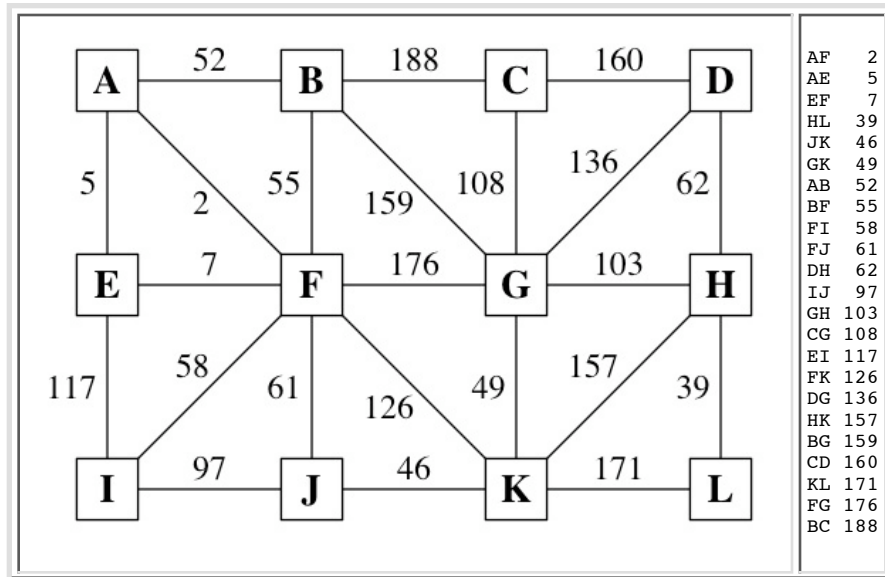 A 52 B 188 C 160 D
5 2 55 159 108 136 62
E 7 F 176 G 103 H
117 58 61 126 49 157 39
I 97 J 46 K 171 L
AF 2
AE 5
EF 7
HL 39
JK 46
GK 49
AB 52
BF 55
FI 58
FJ 61
DH 62
IJ 97
GH 103
CG 108
EI 117
FK 126
DG 136
HK 157
BG 159
CD 160
KL 171
FG 176
BC 188